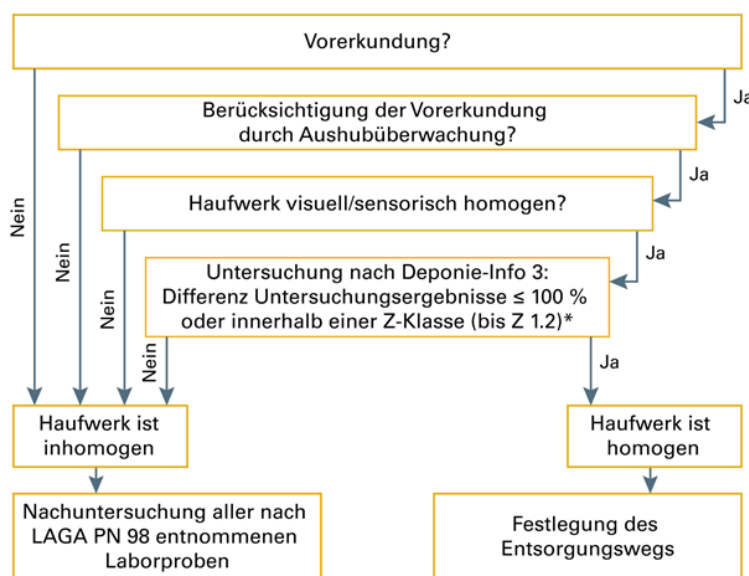 Vorerkundung?
Ja
Berücksichtigung der Vorerkundung
durch Aushubüberwachung?
Ja
Nein
Haufwerk visuell/sensorisch homogen?
Nein
Ja
Untersuchung nach Deponie-Info 3:
Differenz Untersuchungsergebnisse ≤ 100 %
oder innerhalb einer Z-Klasse (bis Z 1.2)*
Nein
Nein
Ja
Haufwerk ist
inhomogen
Haufwerk ist
homogen
Nachuntersuchung aller nach
LAGA PN 98 entnommenen
Laborproben
Festlegung des
Entsorgungswegs